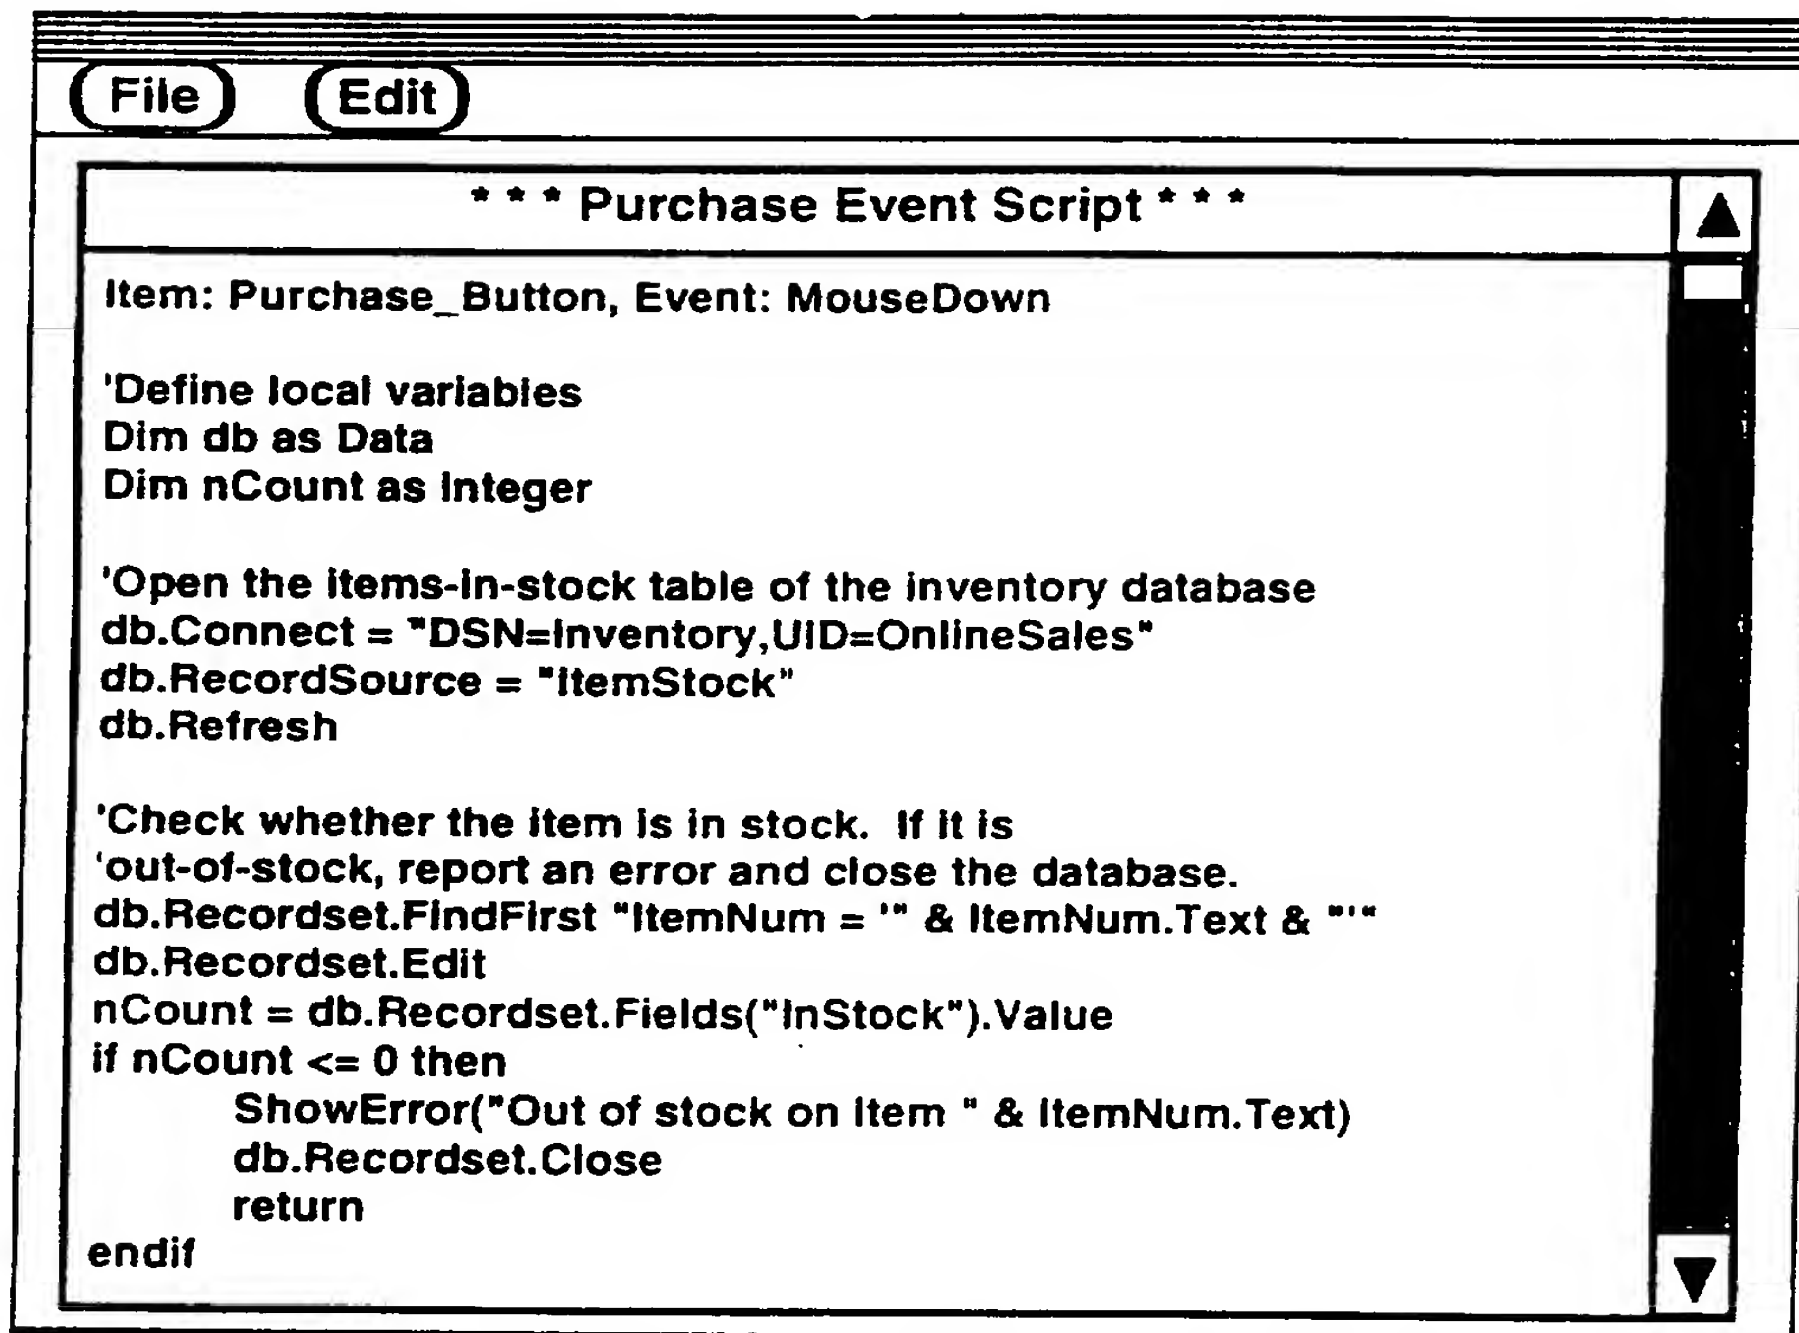 File Edit
* * * Purchase Event Script * * *
Item: Purchase_Button, Event: MouseDown
'Define local variables
Dim db as Data
Dim nCount as Integer
'Open the items-in-stock table of the inventory database
db.Connect = "DSN=Inventory,UID=OnlineSales"
db.RecordSource = "ItemStock"
db.Refresh
'Check whether the item is in stock. If it is
'out-of-stock, report an error and close the database.
db.Recordset.FindFirst "ItemNum = '" & ItemNum.Text & "'"
db.Recordset.Edit
nCount = db.Recordset.Fields("InStock").Value
if nCount <= 0 then
ShowError("Out of stock on Item " & ItemNum.Text)
db.Recordset.Close
return
endif